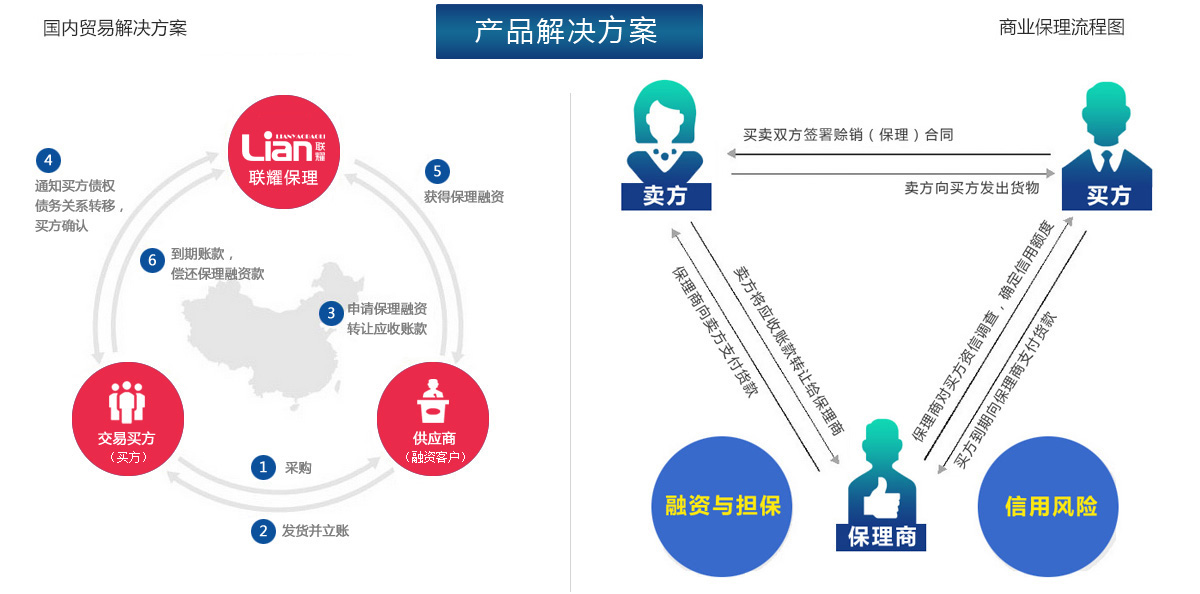 国内贸易解决方案
产品解决方案
商业保理流程图
Lian
LIANYAOBAOLI
联耀
联耀保理
4
通知买方债权
债务关系转移，
买方确认
5
获得保理融资
6
到期账款，
偿还保理融资款
3
申请保理融资
转让应收账款
交易买方
（买方）
供应商
（融资客户）
1
采购
2
发货并立账
卖方
买方
买卖双方签署赊销（保理）合同
卖方向买方发出货物
保理商向卖方支付货款
卖方将应收账款转让给保理商
保理商对买方资信调查，确定信用额度
买方到期向保理商支付货款
融资与担保
保理商
信用风险